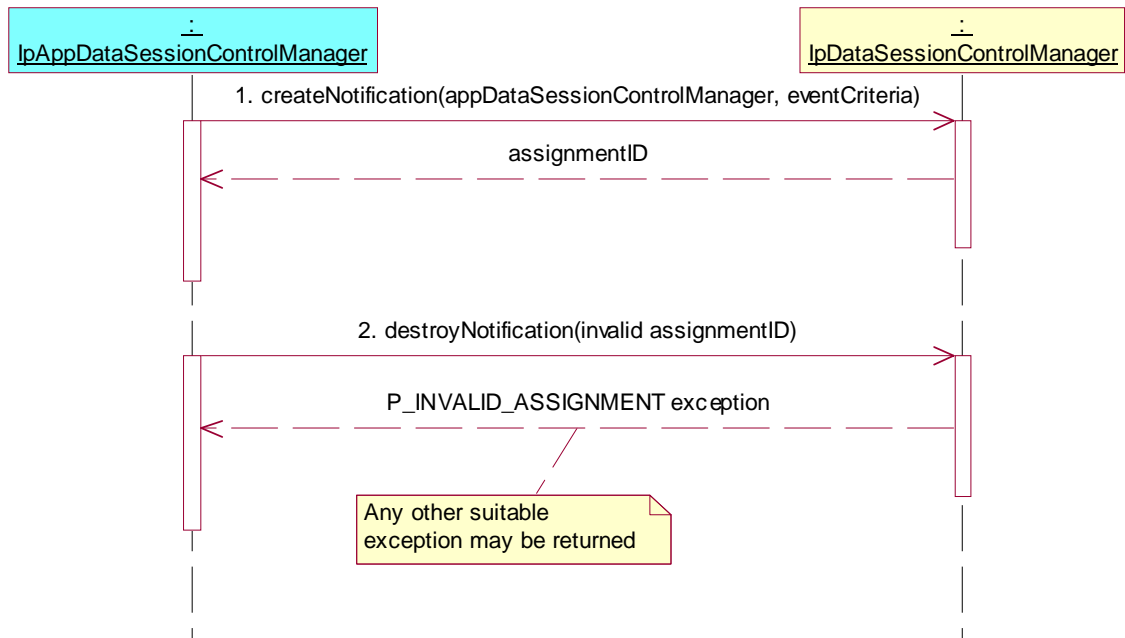 :
IpAppDataSessionControlManager
:
IpDataSessionControlManager
1. createNotification(appDataSessionControlManager, eventCriteria)
assignmentID
2. destroyNotification(invalid assignmentID)
P_INVALID_ASSIGNMENT exception
Any other suitable
exception may be returned